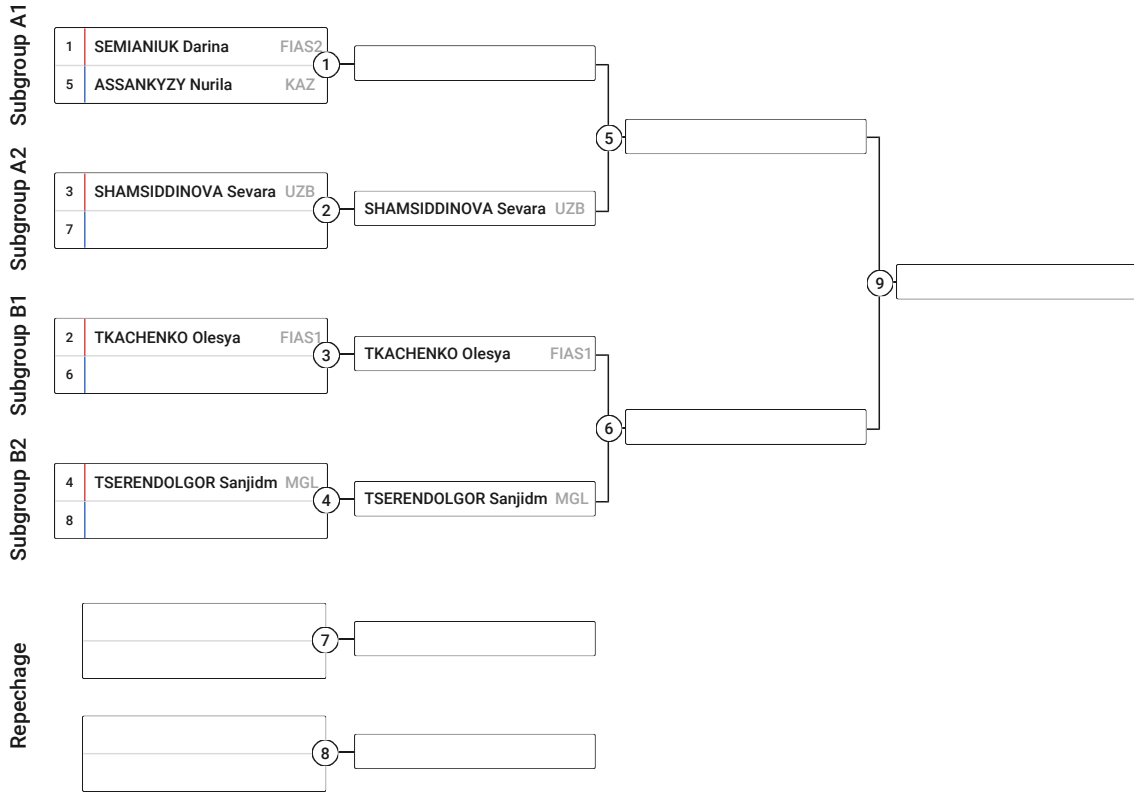 Subgroup A1
1 SEMIANIUK Darina FIAS2
5 ASSANKYZY Nurila KAZ
1
5
Subgroup A2
3 SHAMSIDDINOVA Sevara UZB
7
2
SHAMSIDDINOVA Sevara UZB
9
Subgroup B1
2 TKACHENKO Olesya FIAS1
6
3
TKACHENKO Olesya FIAS1
6
Subgroup B2
4 TSERENDOLGOR Sanjidm MGL
8
4
TSERENDOLGOR Sanjidm MGL
Repechage
7
8